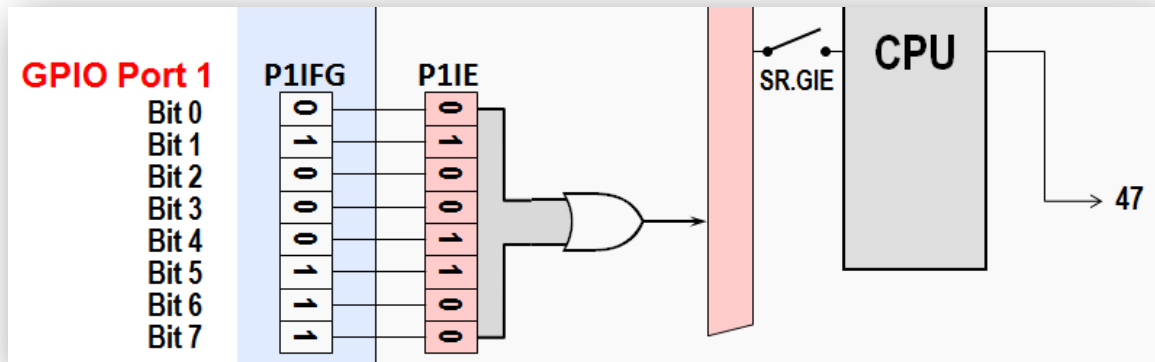 GPIO Port 1 P1IFG P1IE SR.GIE CPU
Bit 0 0 0
Bit 1 1 1
Bit 2 0 0
Bit 3 0 0
Bit 4 0 1
Bit 5 1 1
Bit 6 1 0
Bit 7 1 0
47